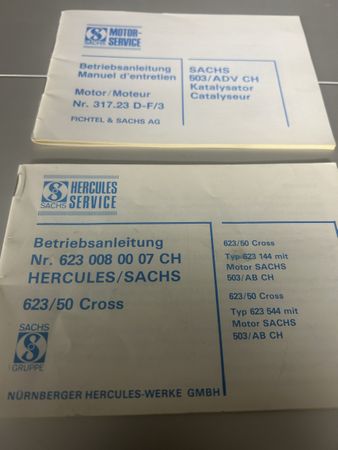 SACHS
MOTOR-
SERVICE
Betriebsanleitung
Manuel d'entretien
Motor/Moteur
Nr. 317.23 D-F/3
FICHTEL & SACHS AG
SACHS
503/ADV CH
Katalysator
Catalyseur
SACHS
HERCULES
SERVICE
Betriebsanleitung
Nr. 623 008 00 07 CH
HERCULES/SACHS
623/50 Cross
SACHS
GRUPPE
NÜRNBERGER HERCULES-WERKE GMBH
623/50 Cross
Typ 623 144 mit
Motor SACHS
503/AB CH
623/50 Cross
Typ 623 544 mit
Motor SACHS
503/AB CH